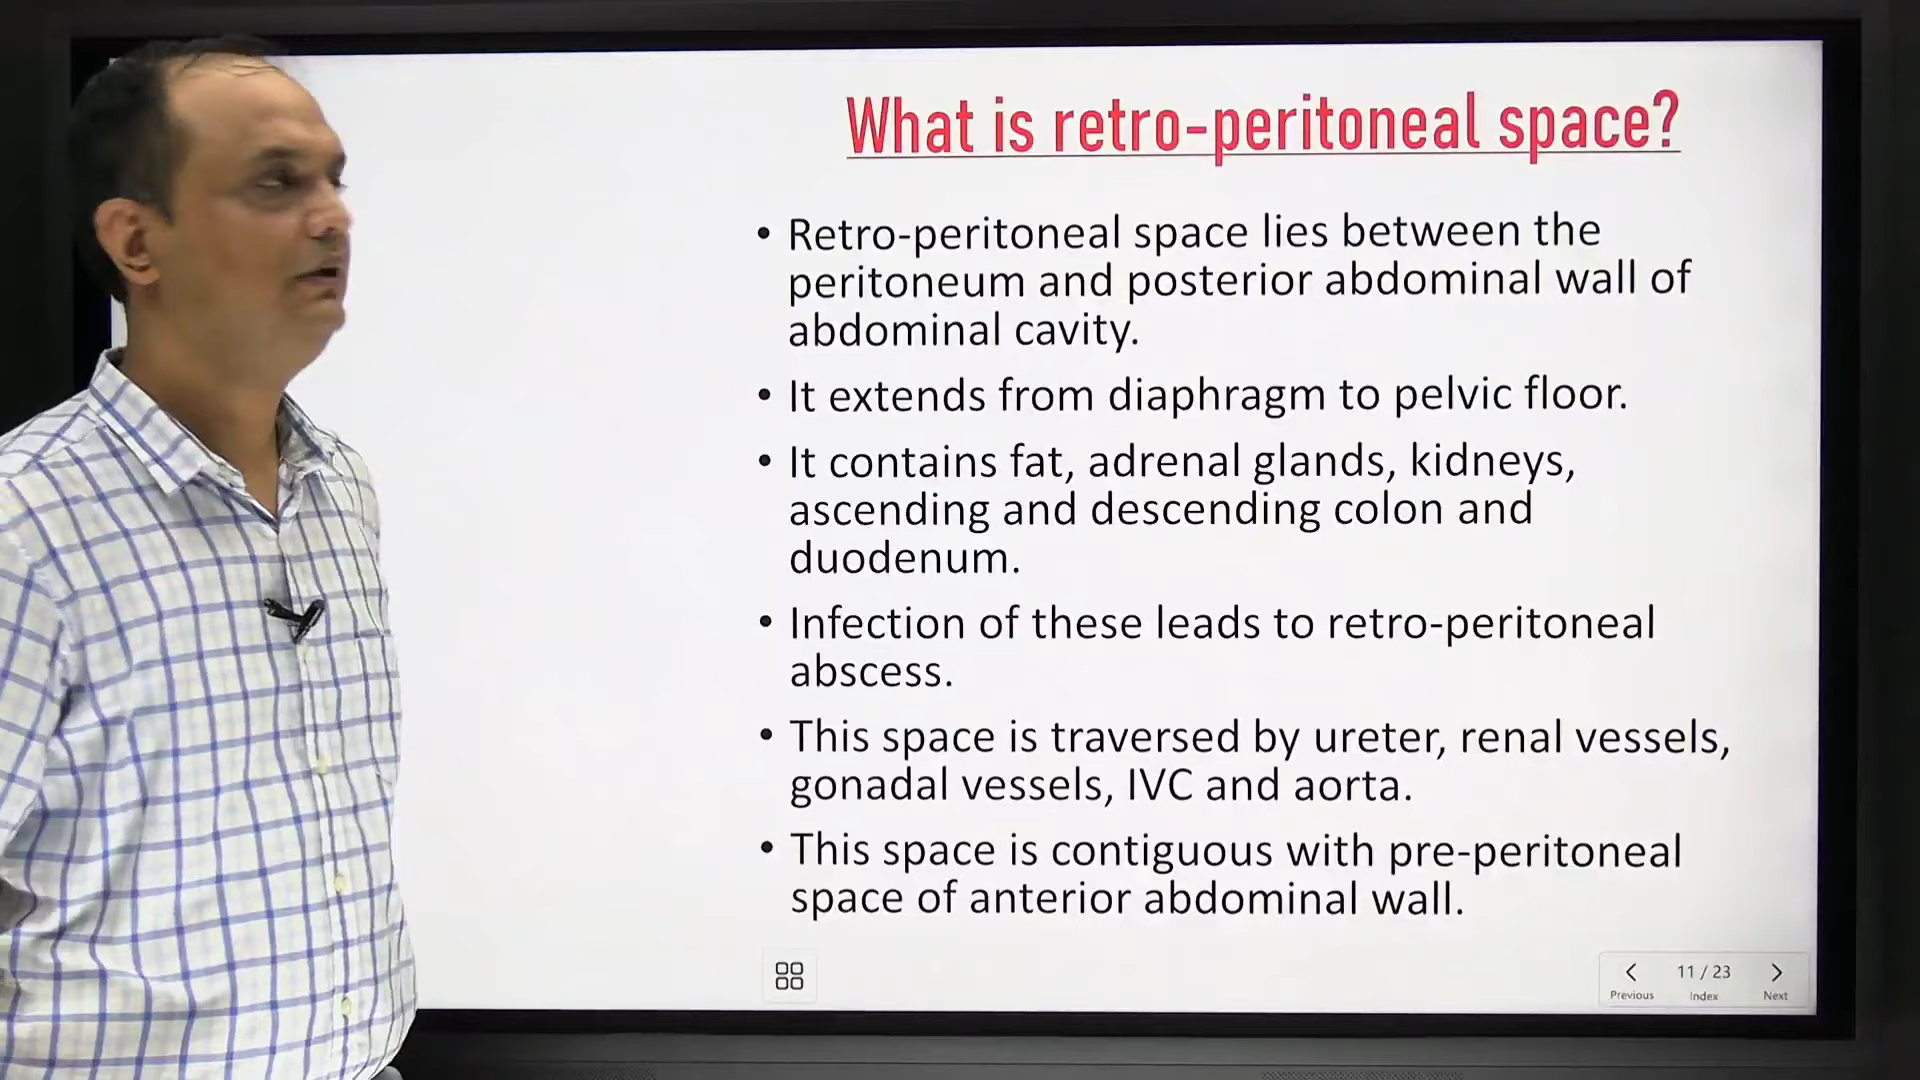 What is retro-peritoneal space?
• Retro-peritoneal space lies between the
peritoneum and posterior abdominal wall of
abdominal cavity.
• It extends from diaphragm to pelvic floor.
• It contains fat, adrenal glands, kidneys,
ascending and descending colon and
duodenum.
• Infection of these leads to retro-peritoneal
abscess.
• This space is traversed by ureter, renal vessels,
gonadal vessels, IVC and aorta.
• This space is contiguous with pre-peritoneal
space of anterior abdominal wall.
11 / 23
Previous Index Next